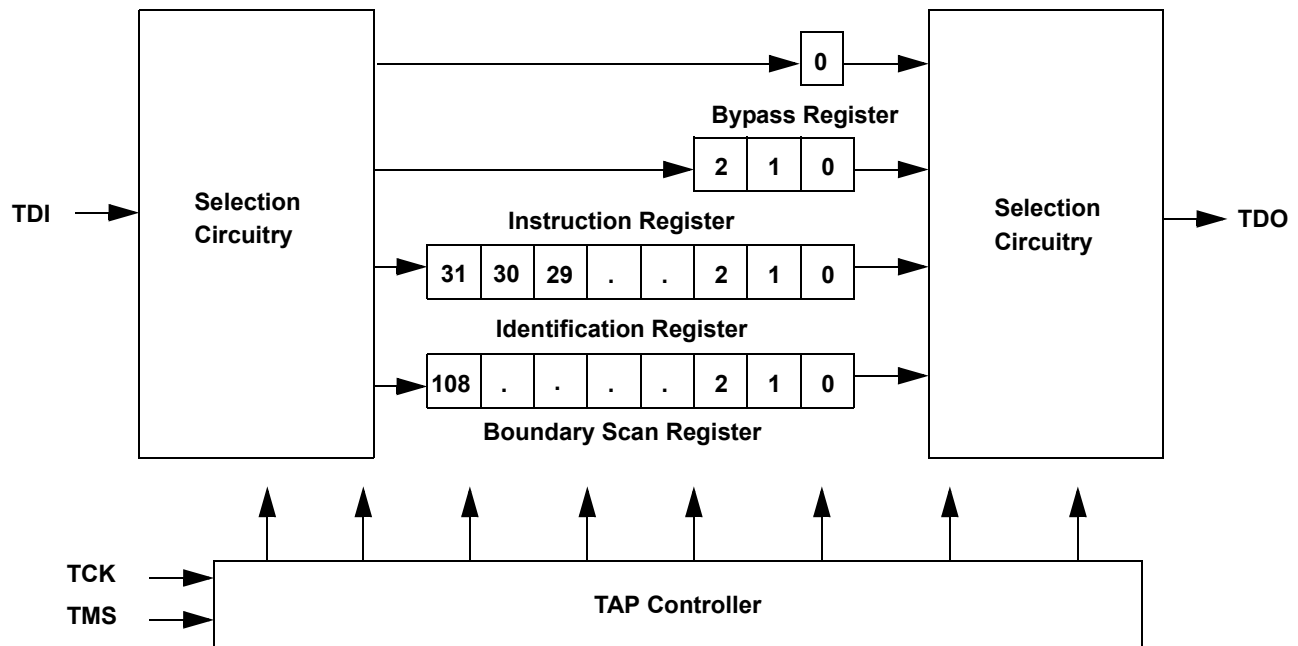 0
Bypass Register
2 1 0
TDI
Selection
Circuitry
Selection
Circuitry
TDO
Instruction Register
31 30 29 . . 2 1 0
Identification Register
108 . . . . 2 1 0
Boundary Scan Register
TCK
TMS
TAP Controller